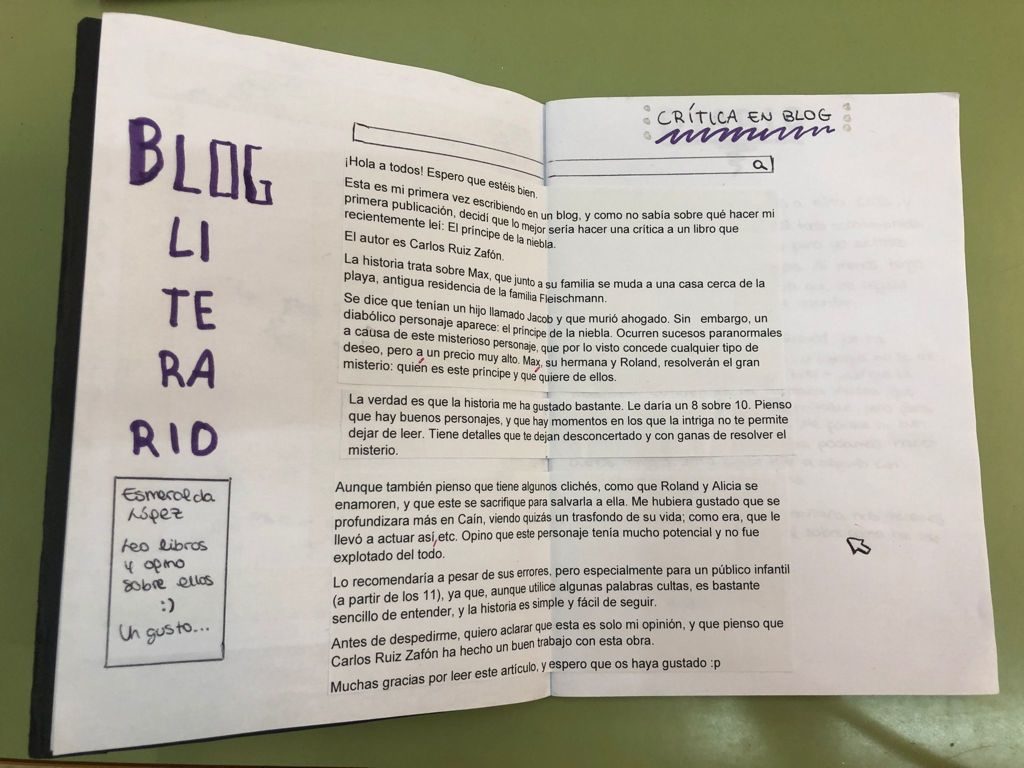 BLOG
LI
TE
RA
RIO
Esmeralda
López
Leo libros
y opino
sobre ellos
:)
Un gusto...
CRÍTICA EN BLOG
¡Hola a todos! Espero que estéis bien.
Esta es mi primera vez escribiendo en un blog, y como no sabía sobre qué hacer mi
primera publicación, decidí que lo mejor sería hacer una crítica a un libro que
recientemente leí: El príncipe de la niebla.
El autor es Carlos Ruiz Zafón.
La historia trata sobre Max, que junto a su familia se muda a una casa cerca de la
playa, antigua residencia de la familia Fleischmann.
Se dice que tenían un hijo llamado Jacob y que murió ahogado. Sin embargo, un
diabólico personaje aparece: el príncipe de la niebla. Ocurren sucesos paranormales
a causa de este misterioso personaje, que por lo visto concede cualquier tipo de
deseo, pero a un precio muy alto. Max, su hermana y Roland, resolverán el gran
misterio: quién es este príncipe y qué quiere de ellos.
La verdad es que la historia me ha gustado bastante. Le daría un 8 sobre 10. Pienso
que hay buenos personajes, y que hay momentos en los que la intriga no te permite
dejar de leer. Tiene detalles que te dejan desconcertado y con ganas de resolver el
misterio.
Aunque también pienso que tiene algunos clichés, como que Roland y Alicia se
enamoren, y que este se sacrifique para salvarla a ella. Me hubiera gustado que se
profundizara más en Caín, viendo quizás un trasfondo de su vida; como era, que le
llevó a actuar así, etc. Opino que este personaje tenía mucho potencial y no fue
explotado del todo.
Lo recomendaría a pesar de sus errores, pero especialmente para un público infantil
(a partir de los 11), ya que, aunque utilice algunas palabras cultas, es bastante
sencillo de entender, y la historia es simple y fácil de seguir.
Antes de despedirme, quiero aclarar que esta es solo mi opinión, y que pienso que
Carlos Ruiz Zafón ha hecho un buen trabajo con esta obra.
Muchas gracias por leer este artículo, y espero que os haya gustado :p